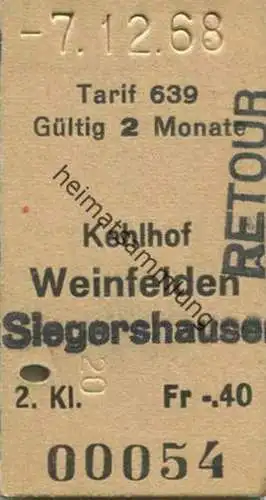 -7.12.68
Tarif 639
Gültig 2 Monate
RETOUR
Kehlhof
Weinfelden
Siegershausen
20
2. Kl. Fr -.40
00054
heimatsammlung